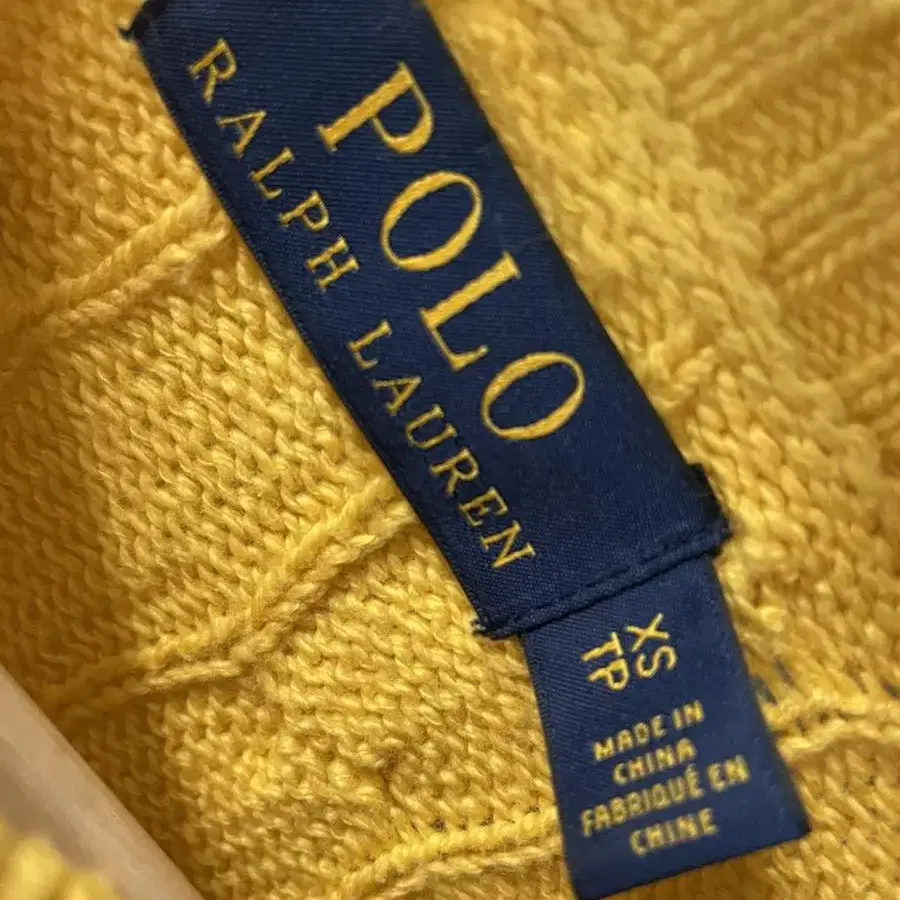 POLO
RALPH LAUREN
XS
TP
MADE IN
CHINA
FABRIQUÉ EN
CHINE